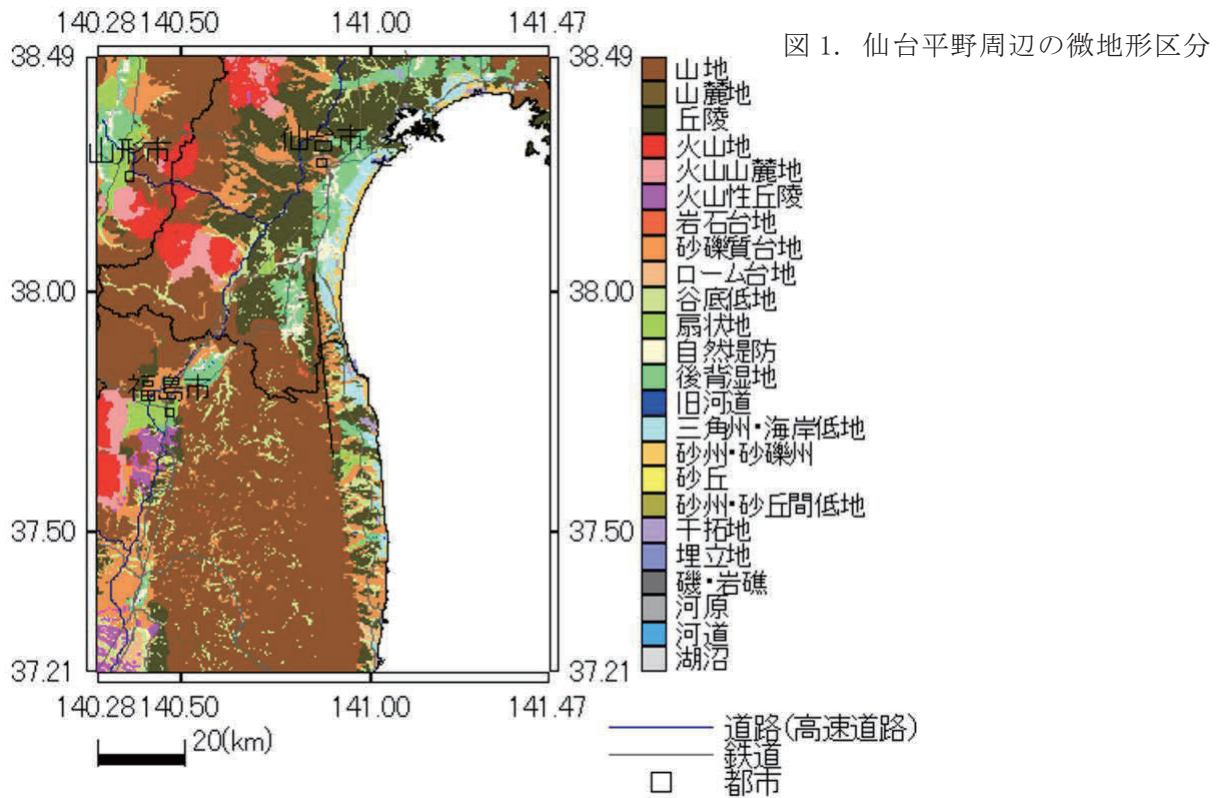 140.28 140.50 141.00 141.47
図 1. 仙台平野周辺の微地形区分
38.49
38.00
37.50
37.21
仙台市
山形市
福島市
38.49
38.00
37.50
37.21
140.28 140.50 141.00 141.47
20(km)
山地
山麓地
丘陵
火山地
火山山麓地
火山性丘陵
岩石台地
砂礫質台地
ローム台地
谷底低地
扇状地
自然堤防
後背湿地
旧河道
三角州・海岸低地
砂州・砂礫州
砂丘
砂州・砂丘間低地
干拓地
埋立地
磯・岩礁
河原
河道
湖沼
道路(高速道路)
鉄道
都市